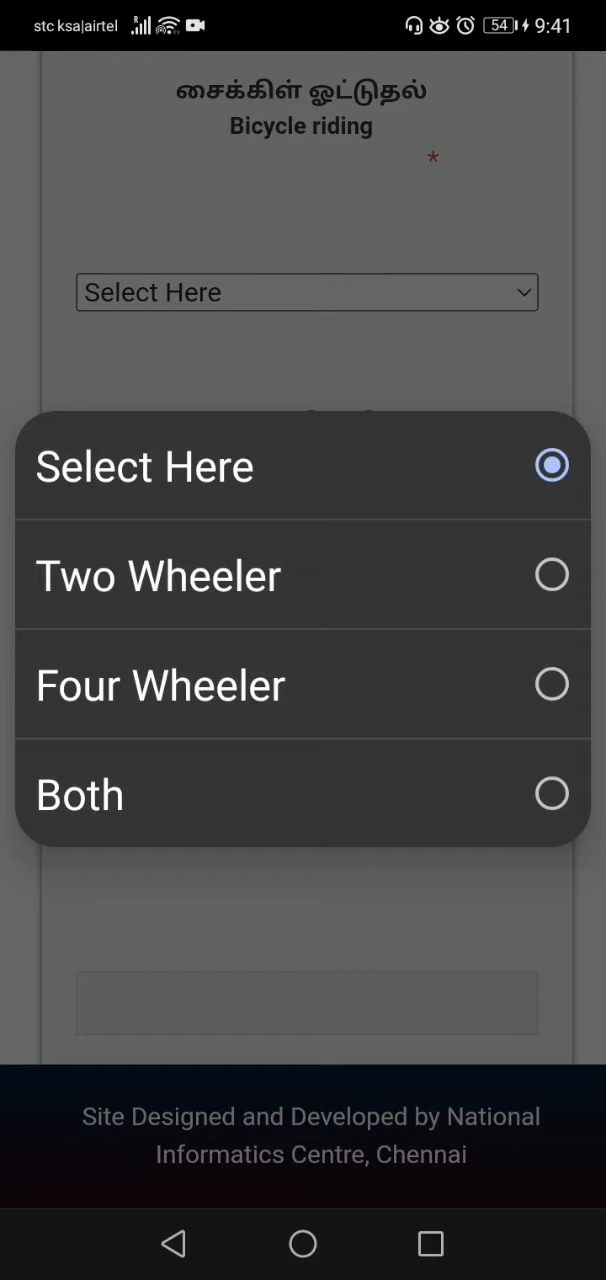 stc ksa|airtel 54 9:41
சைக்கிள் ஓட்டுதல்
Bicycle riding
*
Select Here
Select Here
Two Wheeler
Four Wheeler
Both
Site Designed and Developed by National
Informatics Centre, Chennai